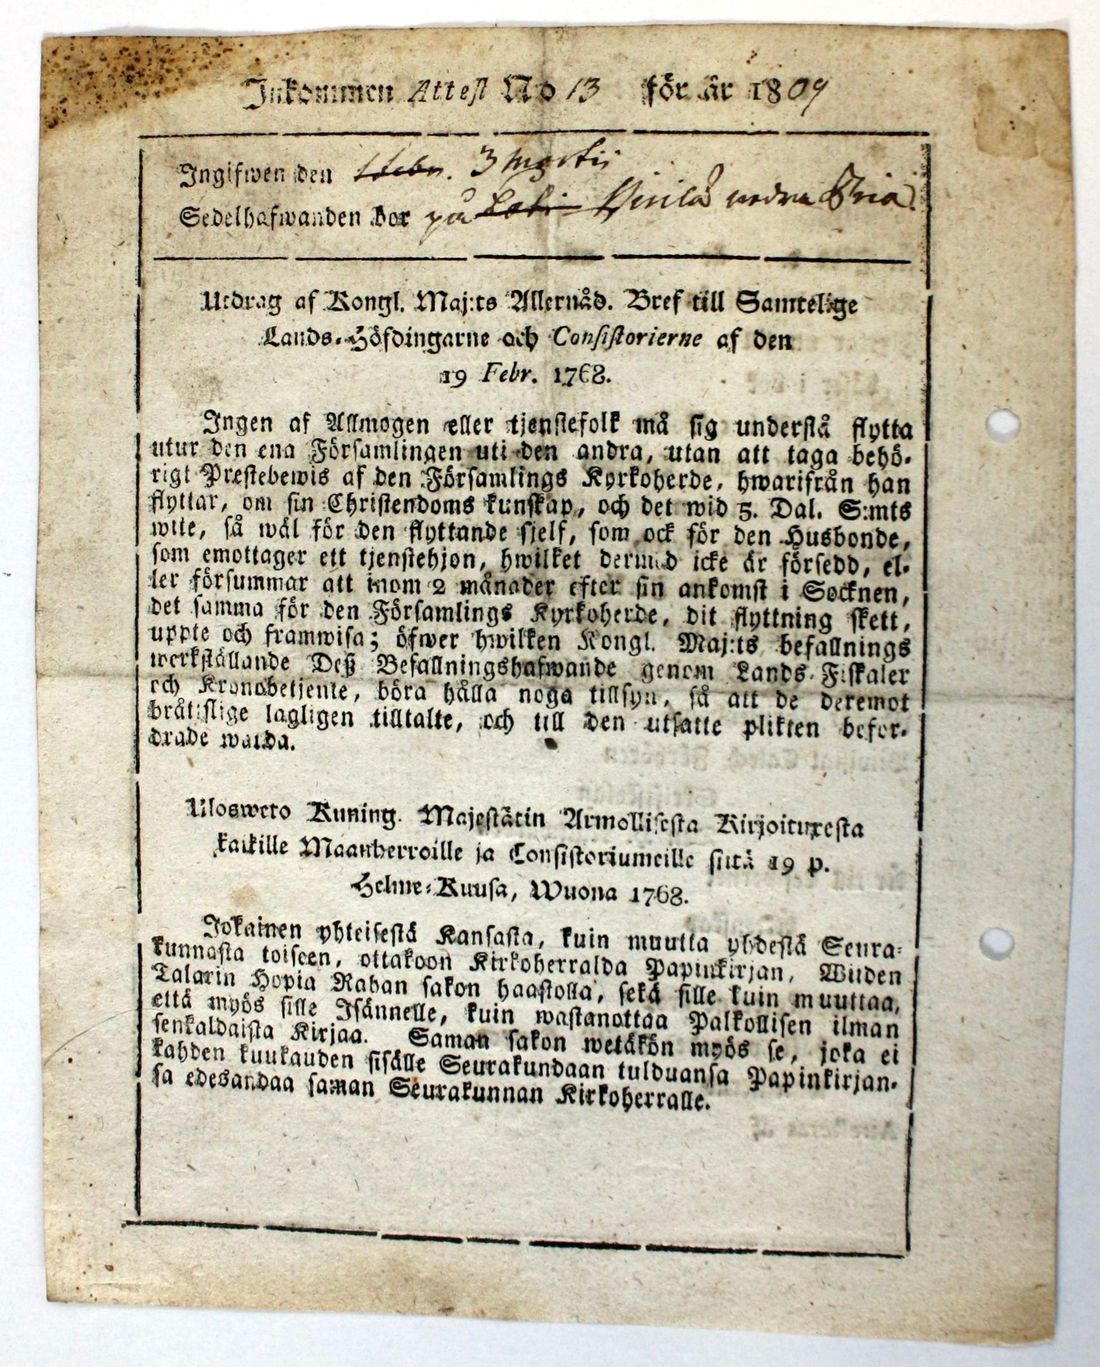 Inkommen Attest No 13 för år 1809
Ingifwen den 3 Martii
Sedelhafwanden bor på
Utdrag af Kongl. Maj:ts Allernåd. Bref till Samtelige
Lands-Höfdingarne och Consistorierne af den
19 Febr. 1768.
Ingen af Allmogen eller tjenstefolk må sig understå flytta
utur den ena Församlingen uti den andra, utan att taga behö-
rigt Prestebewis af den Församlings Kyrkoherde, hwarifrån han
flyttar, om sin Christendoms kunskap, och det wid 5. Dal. S:mts
wite, så wäl för den flyttande sjelf, som ock för den Husbonde,
som emottager ett tjenstehjon, hwilket dermed icke är försedd, el-
ler försummar att inom 2 månader efter sin ankomst i Socknen,
det samma för den Församlings Kyrkoherde, dit flyttning skett,
uppte och framwisa; öfwer hwilken Kongl. Maj:ts befallnings
werkställande Deß Befallningshafwande genom Lands-Fiskaler
och Kronobetjente, böra hålla noga tillsyn, så att de deremot
bråtslige lagligen tilltalte, och till den utsatte plikten befor-
drade warda.
Ulosweto Kuning. Majestätin Armollisesta Kirjoituxesta
kaikille Maanherroille ja Consistoriumeille siitä 19 p.
Helme-Kuusa, Wuona 1768.
Jokainen yhteisestä Kansasta, kuin muutta yhdestä Seura-
kunnasta toiseen, ottakoon Kirkoherralda Papinkirjan, Wiiden
Talarin Hopia Rahan sakon haastolla, sekä sille kuin muuttaa,
että myös sille Isännelle, kuin wastanottaa Palkollisen ilman
senkaldaista Kirjaa. Saman sakon wetäkön myös se, joka ei
kahden kuukauden sisälle Seurakundaan tulduansa Papinkirjan-
sa edesandaa saman Seurakunnan Kirkoherralle.